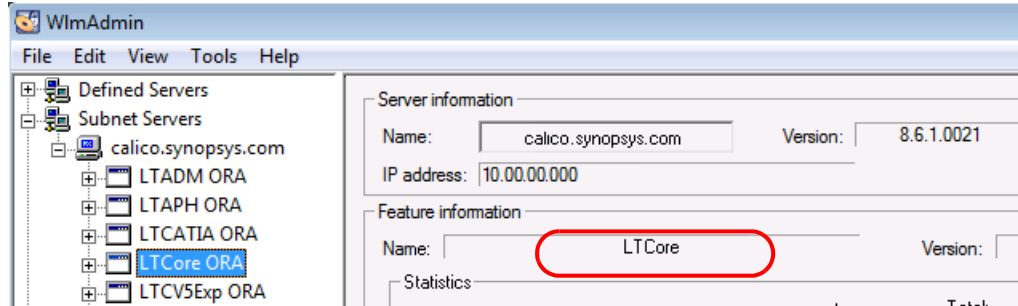 WlmAdmin
File Edit View Tools Help
Defined Servers
Subnet Servers
calico.synopsys.com
LTADM ORA
LTAPH ORA
LTCATIA ORA
LTCore ORA
LTCV5Exp ORA
Server information
Name: calico.synopsys.com Version: 8.6.1.0021
IP address: 10.00.00.000
Feature information
Name: LTCore Version:
Statistics
Total: